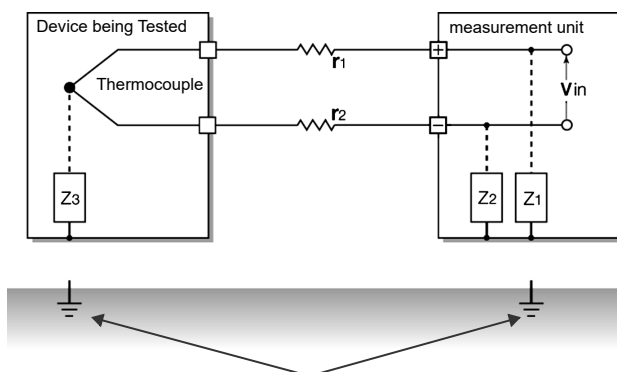 Device being Tested
measurement unit
+
r1
Thermocouple
Vin
r2
−
Z3
Z2
Z1